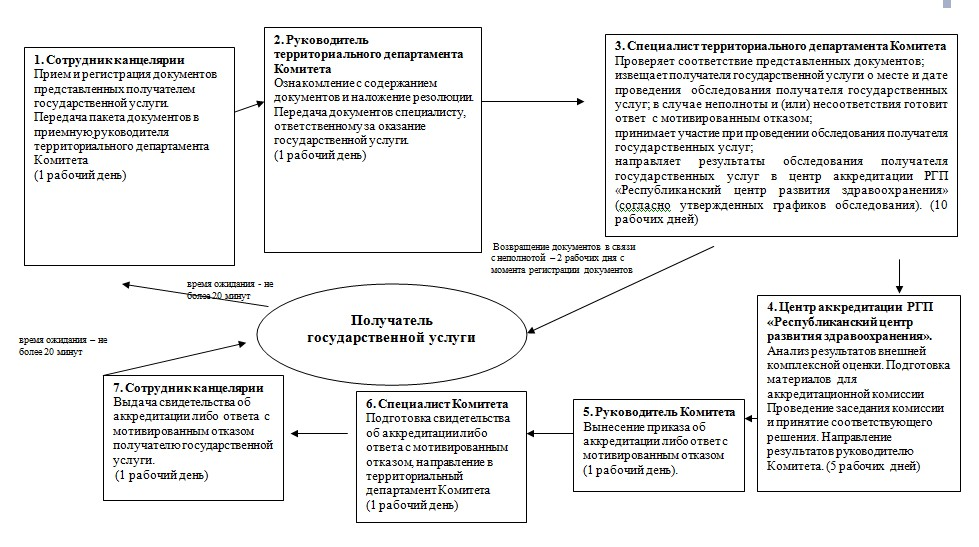 1. Сотрудник канцелярии
Прием и регистрация документов
представленных получателем
государственной услуги.
Передача пакета документов в
приемную руководителя
территориального департамента
Комитета
(1 рабочий день)
2. Руководитель
территориального департамента
Комитета
Ознакомление с содержанием
документов и наложение резолюции.
Передача документов специалисту,
ответственному за оказание
государственной услуги.
(1 рабочий день)
3. Специалист территориального департамента Комитета
Проверяет соответствие представленных документов;
извещает получателя государственной услуги о месте и дате
проведения обследования получателя государственных
услуг; в случае неполноты и (или) несоответствия готовит
ответ с мотивированным отказом;
принимает участие при проведении обследования получателя
государственных услуг;
направляет результаты обследования получателя
государственных услуг в центр аккредитации РГП
«Республиканский центр развития здравоохранения»
(согласно утвержденных графиков обследования). (10
рабочих дней)
Возвращение документов в связи
с неполнотой – 2 рабочих дня с
момента регистрации документов
время ожидания - не
более 20 минут
Получатель
государственной услуги
время ожидания – не
более 20 минут
4. Центр аккредитации РГП
«Республиканский центр
развития здравоохранения».
Анализ результатов внешней
комплексной оценки. Подготовка
материалов для
аккредитационной комиссии
Проведение заседания комиссии
и принятие соответствующего
решения. Направление
результатов руководителю
Комитета. (5 рабочих дней)
5. Руководитель Комитета
Вынесение приказа об
аккредитации либо ответ с
мотивированным отказом
(1 рабочий день).
6. Специалист Комитета
Подготовка свидетельства
об аккредитации либо
ответа с мотивированным
отказом, направление в
территориальный
департамент Комитета
(1 рабочий день)
7. Сотрудник канцелярии
Выдача свидетельства об
аккредитации либо ответа с
мотивированным отказом
получателю государственной
услуги.
(1 рабочий день)